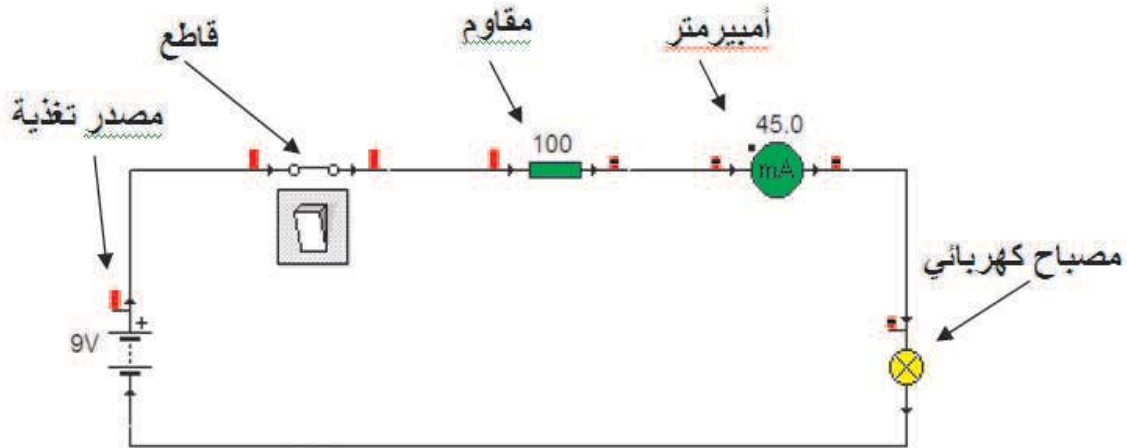 أمبيرمتر
مقاوم
قاطع
مصدر تغذية
45.0
100
mA
مصباح كهربائي
+
9V